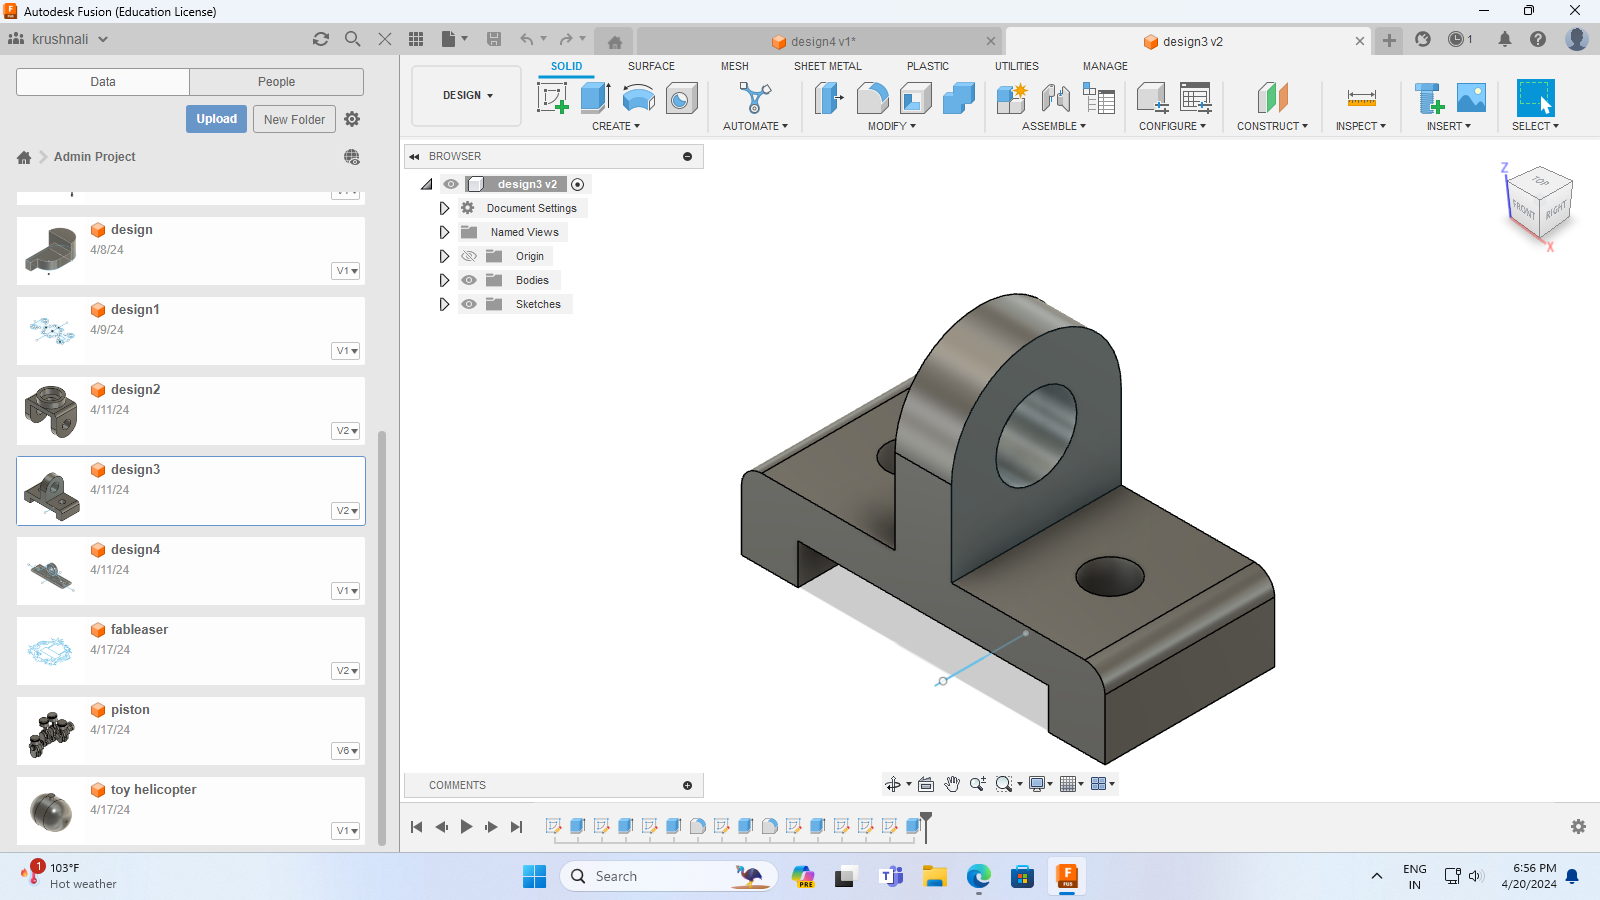 Autodesk Fusion (Education License)
krushnali
design4 v1*
design3 v2
1
Data
People
Upload
New Folder
Admin Project
design
4/8/24
V1
design1
4/9/24
V1
design2
4/11/24
V2
design3
4/11/24
V2
design4
4/11/24
V1
fableaser
4/17/24
V2
piston
4/17/24
V6
toy helicopter
4/17/24
V1
DESIGN
SOLID
SURFACE
MESH
SHEET METAL
PLASTIC
UTILITIES
MANAGE
CREATE
AUTOMATE
MODIFY
ASSEMBLE
CONFIGURE
CONSTRUCT
INSPECT
INSERT
SELECT
BROWSER
design3 v2
Document Settings
Named Views
Origin
Bodies
Sketches
Z
TOP
FRONT
RIGHT
X
COMMENTS
1
103°F
Hot weather
Search
PRE
FUS
ENG
IN
6:56 PM
4/20/2024